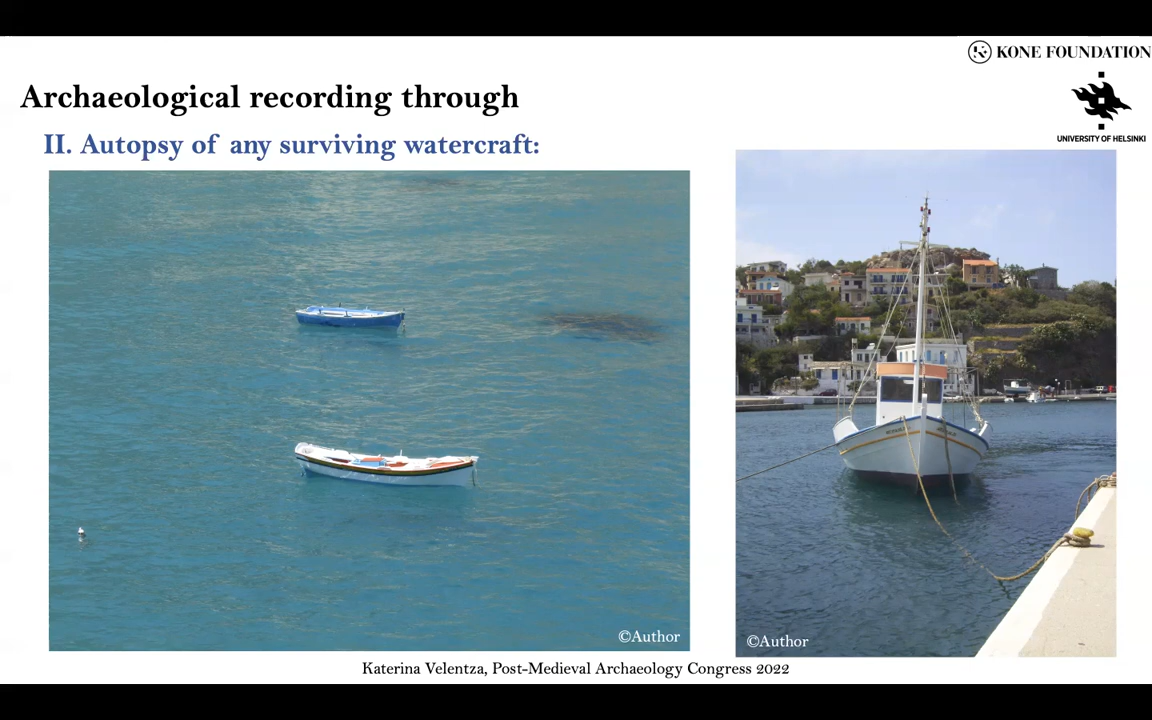 KONE FOUNDATION
Archaeological recording through
UNIVERSITY OF HELSINKI
II. Autopsy of any surviving watercraft:
©Author
©Author
Katerina Velentza, Post-Medieval Archaeology Congress 2022